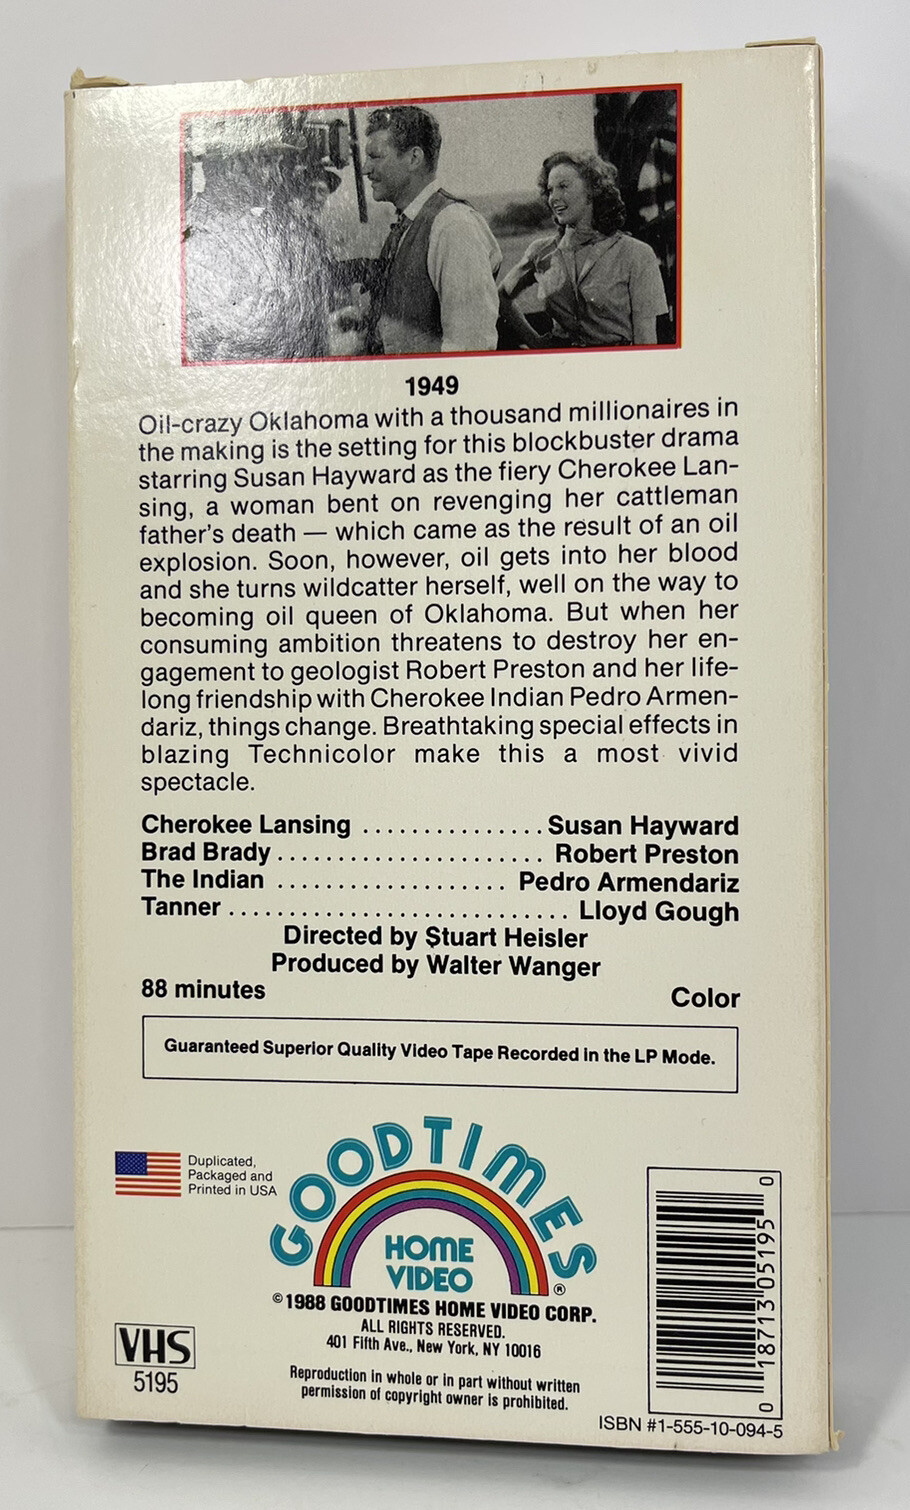 1949
Oil-crazy Oklahoma with a thousand millionaires in
the making is the setting for this blockbuster drama
starring Susan Hayward as the fiery Cherokee Lan-
sing, a woman bent on revenging her cattleman
father's death — which came as the result of an oil
explosion. Soon, however, oil gets into her blood
and she turns wildcatter herself, well on the way to
becoming oil queen of Oklahoma. But when her
consuming ambition threatens to destroy her en-
gagement to geologist Robert Preston and her life-
long friendship with Cherokee Indian Pedro Armen-
dariz, things change. Breathtaking special effects in
blazing Technicolor make this a most vivid
spectacle.
Cherokee Lansing ............... Susan Hayward
Brad Brady ...................... Robert Preston
The Indian ................... Pedro Armendariz
Tanner ............................ Lloyd Gough
Directed by Stuart Heisler
Produced by Walter Wanger
88 minutes Color
Guaranteed Superior Quality Video Tape Recorded in the LP Mode.
Duplicated,
Packaged and
Printed in USA
GOODTIMES
HOME
VIDEO®
©1988 GOODTIMES HOME VIDEO CORP.
ALL RIGHTS RESERVED.
401 Fifth Ave., New York, NY 10016
Reproduction in whole or in part without written
permission of copyright owner is prohibited.
VHS
5195
0 18713 05195 0
ISBN #1-555-10-094-5